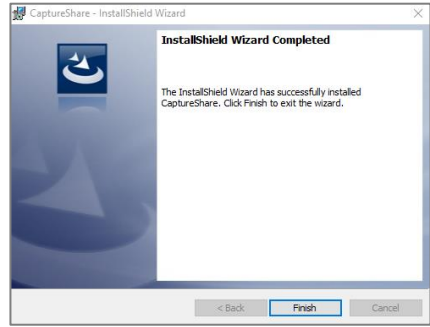 CaptureShare - InstallShield Wizard
InstallShield Wizard Completed
The InstallShield Wizard has successfully installed
CaptureShare. Click Finish to exit the wizard.
< Back
Finish
Cancel